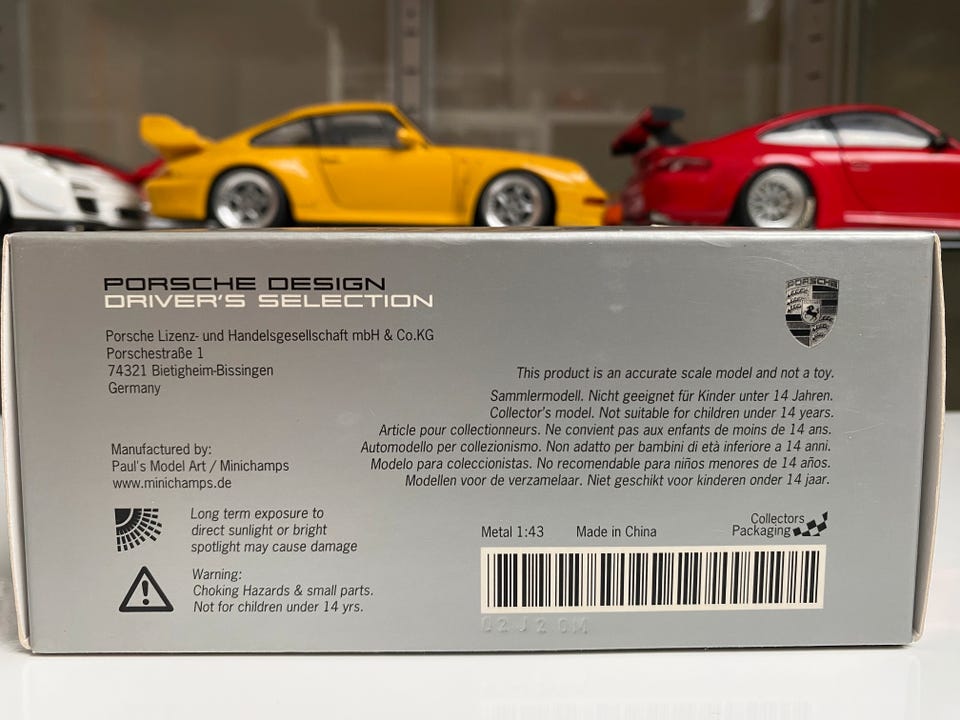 PORSCHE DESIGN
DRIVER'S SELECTION
Porsche Lizenz- und Handelsgesellschaft mbH & Co.KG
Porschestraße 1
74321 Bietigheim-Bissingen
Germany
PORSCHE
This product is an accurate scale model and not a toy.
Sammlermodell. Nicht geeignet für Kinder unter 14 Jahren.
Collector's model. Not suitable for children under 14 years.
Article pour collectionneurs. Ne convient pas aux enfants de moins de 14 ans.
Automodello per collezionismo. Non adatto per bambini di età inferiore a 14 anni.
Modelo para coleccionistas. No recomendable para niños menores de 14 años.
Modellen voor de verzamelaar. Niet geschikt voor kinderen onder 14 jaar.
Manufactured by:
Paul's Model Art / Minichamps
www.minichamps.de
Long term exposure to
direct sunlight or bright
spotlight may cause damage
Warning:
Choking Hazards & small parts.
Not for children under 14 yrs.
Metal 1:43 Made in China
Collectors
Packaging